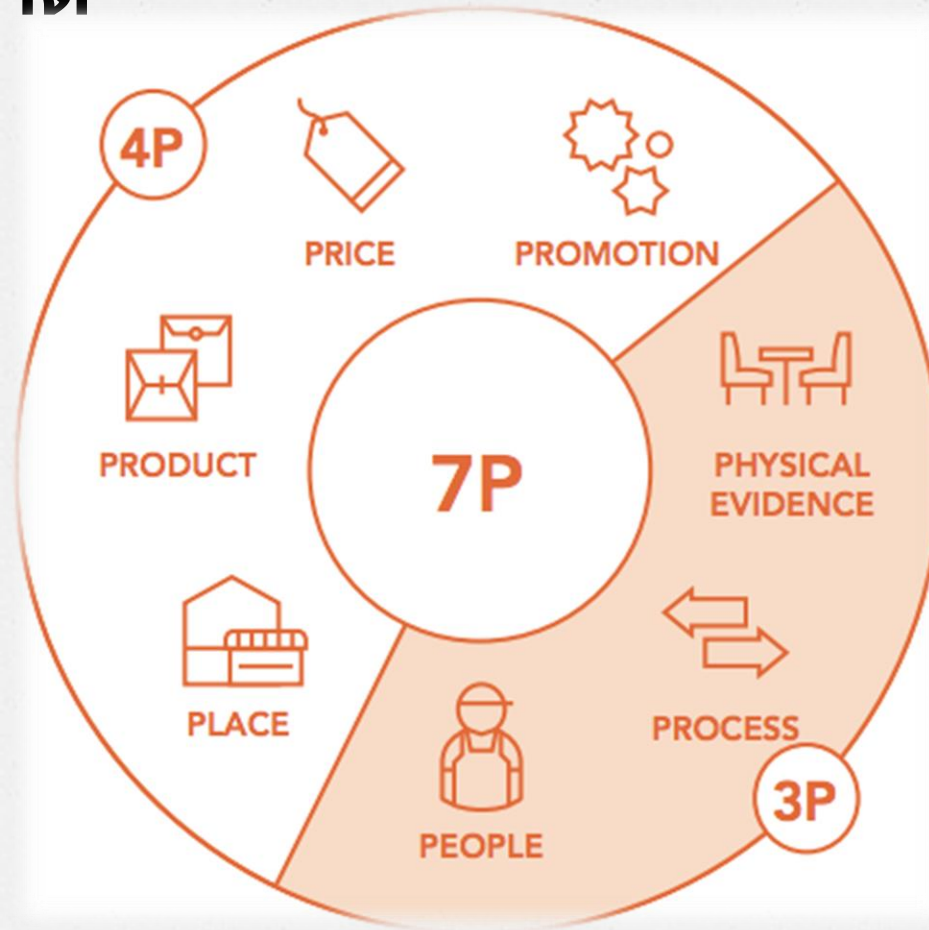 4P
PRICE
PROMOTION
PRODUCT
7P
PHYSICAL
EVIDENCE
PLACE
PROCESS
3P
PEOPLE